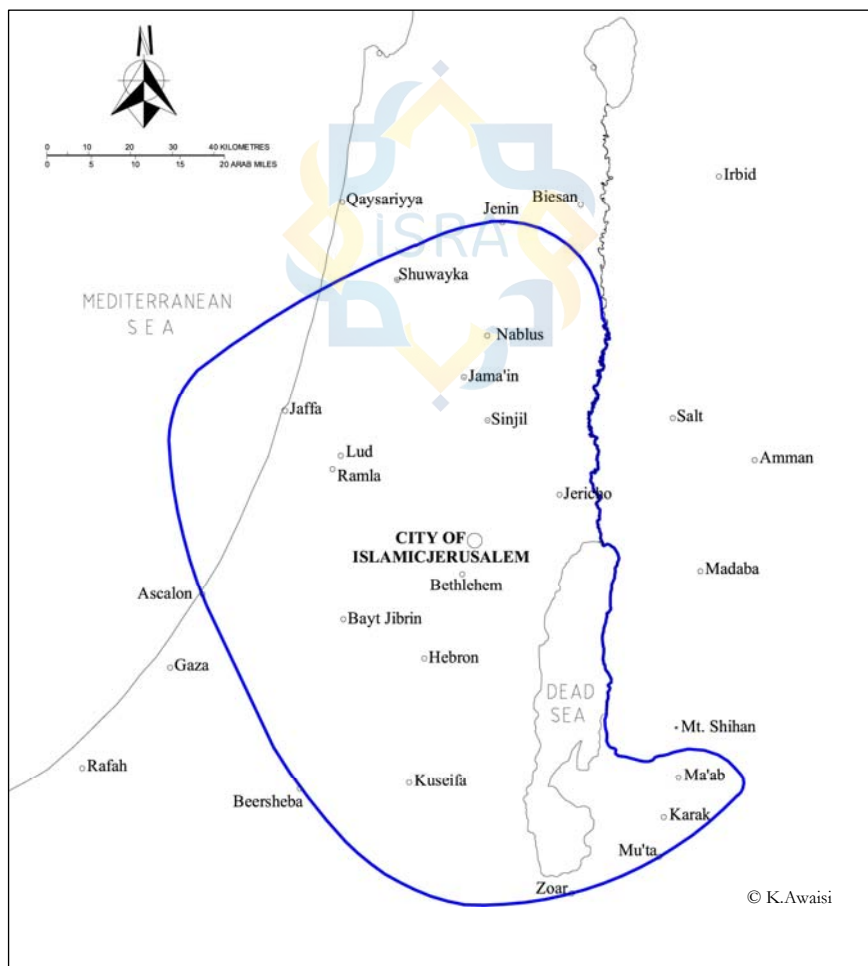 N
0 10 20 30 40 KILOMETRES
0 5 10 15 20 ARAB MILES
Irbid
Qaysariyya
Biesan
Jenin
ISRA
Shuwayka
MEDITERRANEAN
SEA
Nablus
Jama'in
Jaffa
Sinjil
Salt
Lud
Amman
Ramla
Jericho
CITY OF
ISLAMICJERUSALEM
Madaba
Bethlehem
Ascalon
Bayt Jibrin
Hebron
Gaza
DEAD
SEA
Mt. Shihan
Rafah
Ma'ab
Kuseifa
Beersheba
Karak
Mu'ta
Zoar
© K.Awaisi